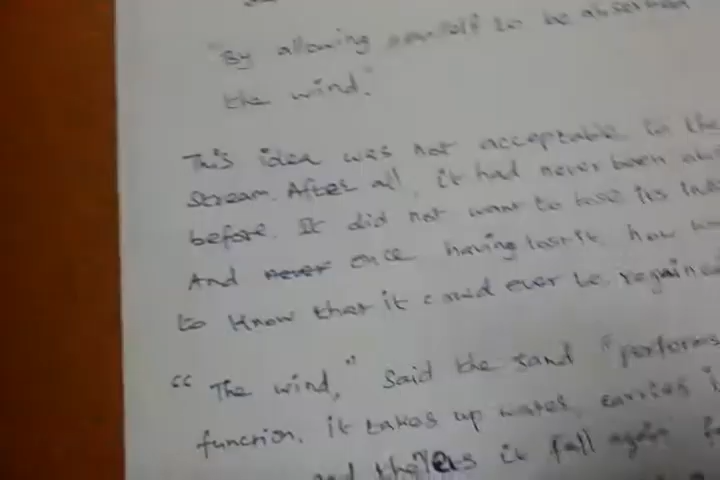 "By allowing yourself to be absorbed
the wind."
This idea was not acceptable to the
Stream. After all, it had never been
before. It did not want to lose its
And never once having lost it, how
to know that it could ever be regained
"The wind," said the sand "performs
function. it takes up water, carries
and it fall again